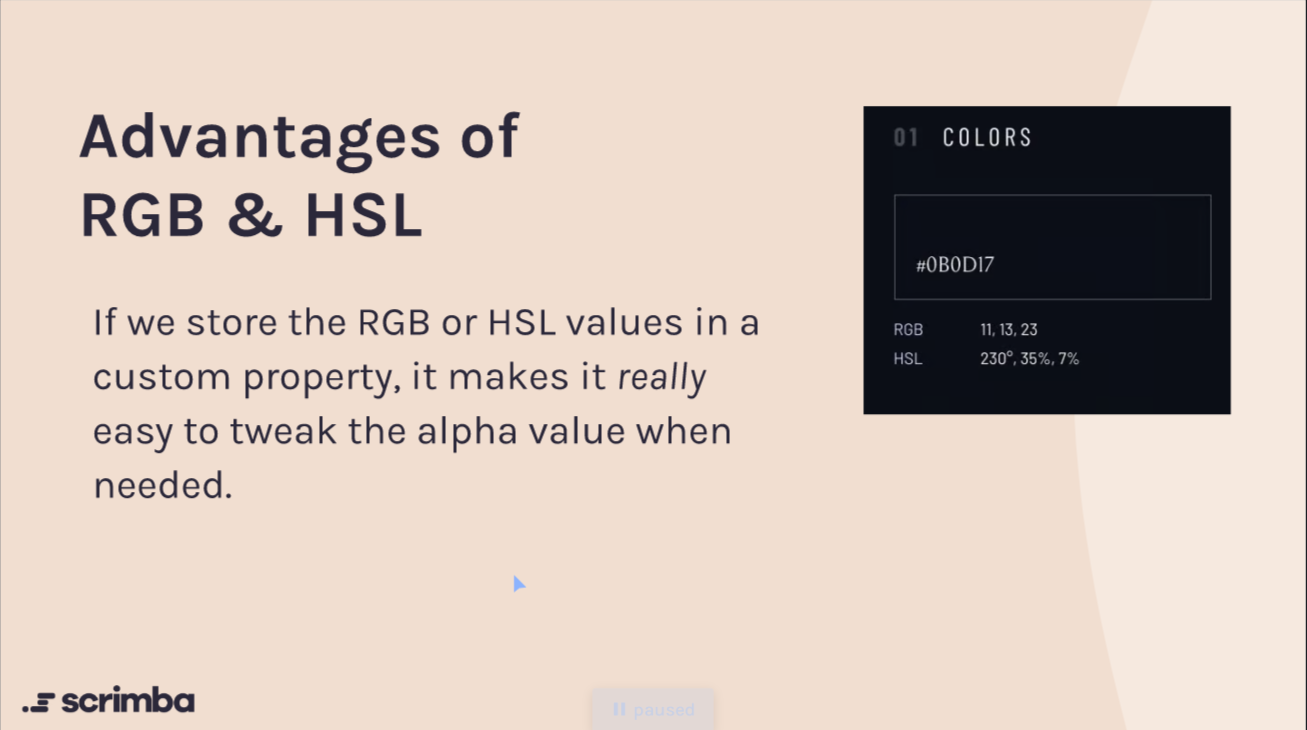 Advantages of
RGB & HSL
If we store the RGB or HSL values in a
custom property, it makes it really
easy to tweak the alpha value when
needed.
01 COLORS
#0B0D17
RGB 11, 13, 23
HSL 230°, 35%, 7%
scrimba
paused